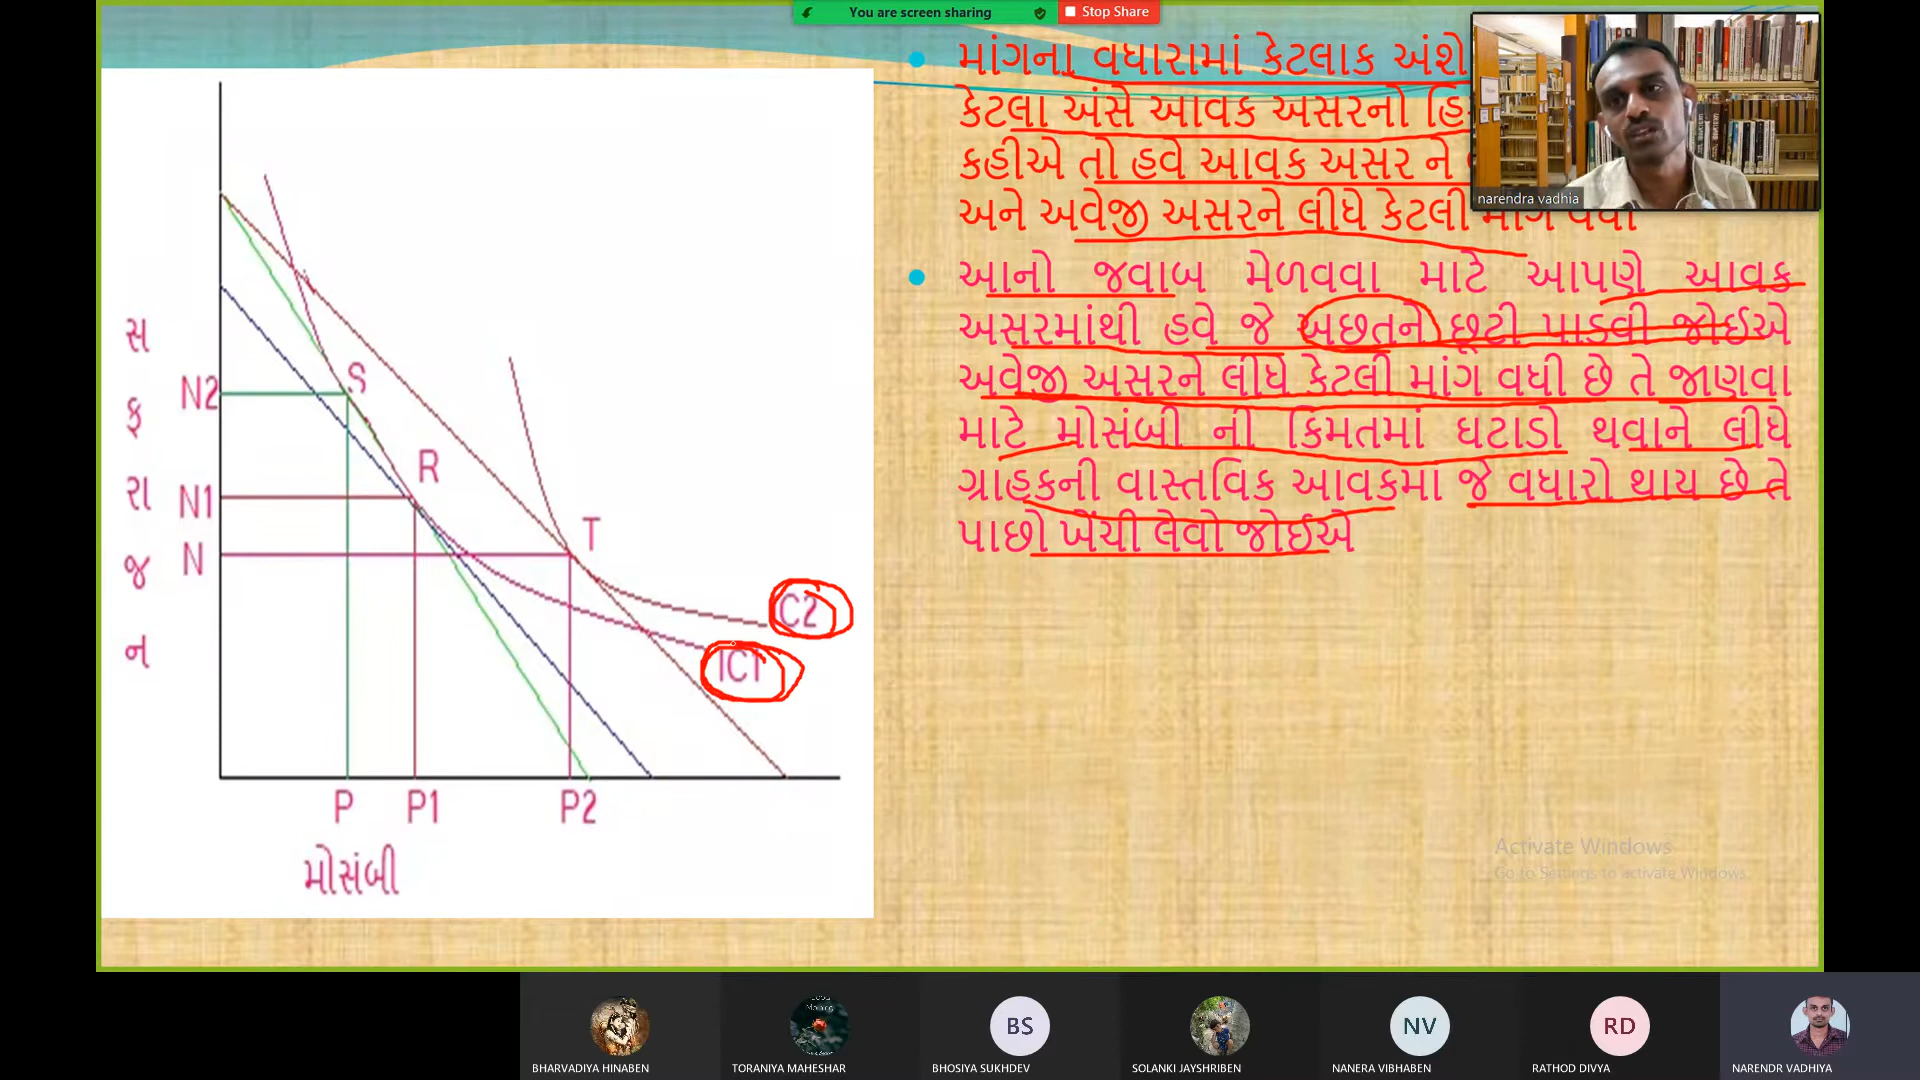 You are screen sharing
Stop Share
માંગના વધારામાં કેટલાક અંશે
કેટલા અંસે આવક અસરનો
કહીએ તો હવે આવક અસર ને
અને અવેજી અસરને લીધે કેટલી માંગ વધી
આનો જવાબ મેળવવા માટે આપણે આવક
અસરમાંથી હવે જે અછતને છૂટી પાડવી જોઈએ
અવેજી અસરને લીધે કેટલી માંગ વધી છે તે જાણવા
માટે મોસંબી ની કિમતમાં ઘટાડો થવાને લીધે
ગ્રાહકની વાસ્તવિક આવકમા જે વધારો થાય છે તે
પાછો ખેંચી લેવો જોઈએ
narendra vadhia
સ
ફ
રા
જ
ન
N2
N1
N
S
R
T
C2
IC1
P P1 P2
મોસંબી
Activate Windows
Go to Settings to activate Windows.
Morning
BS
NV
RD
BHARVADIYA HINABEN
TORANIYA MAHESHAR
BHOSIYA SUKHDEV
SOLANKI JAYSHRIBEN
NANERA VIBHABEN
RATHOD DIVYA
NARENDR VADHIYA